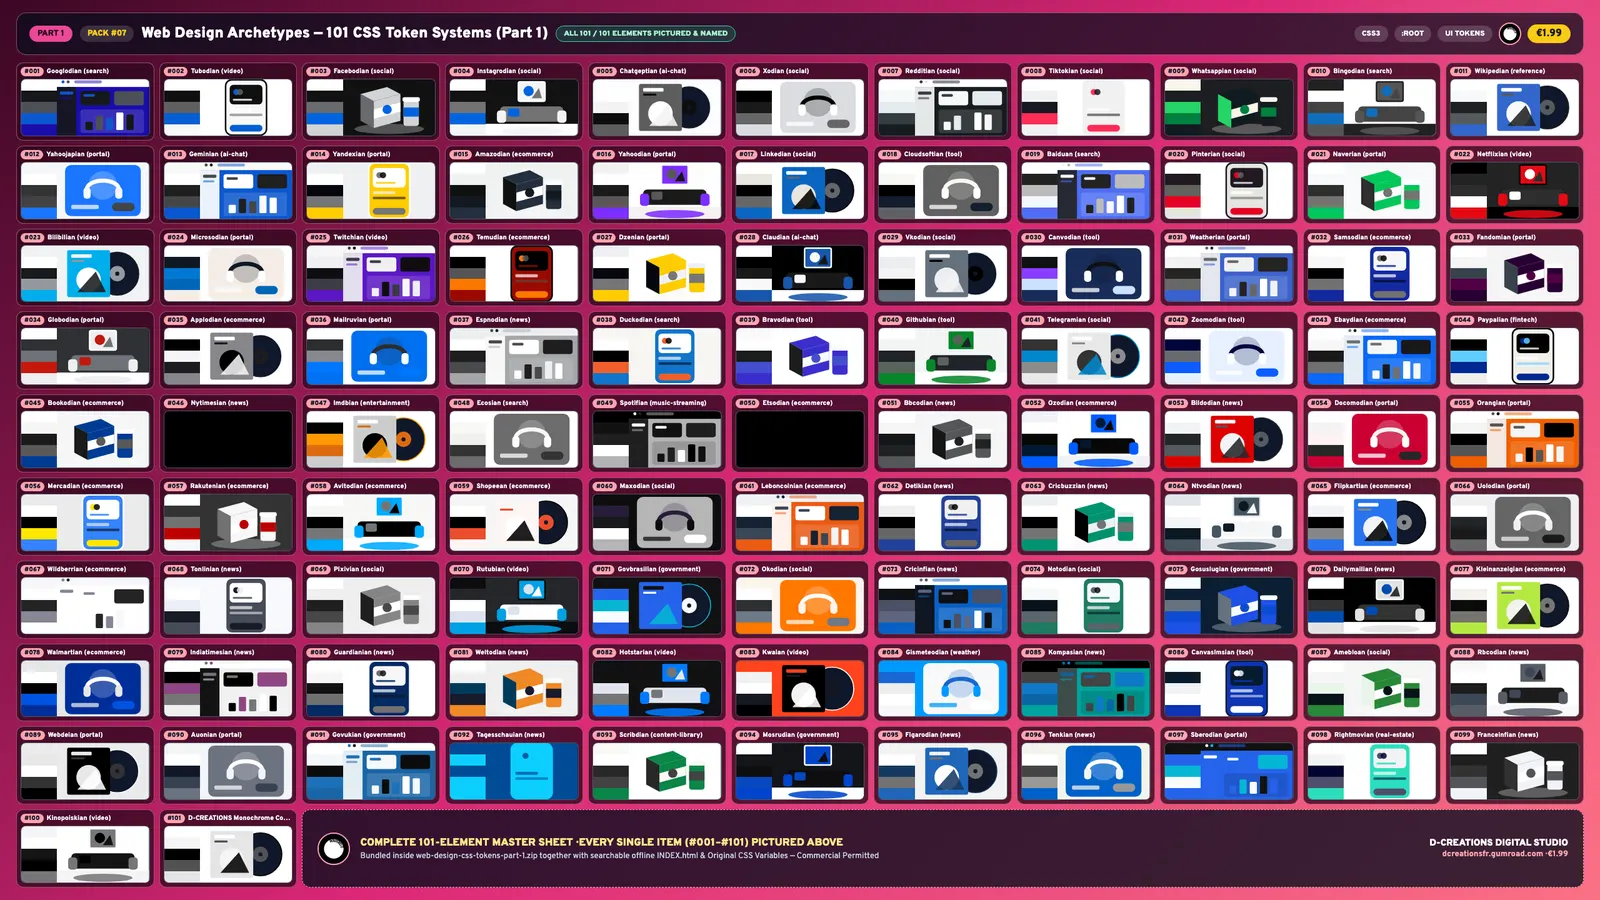 PART 1
PACK #07
Web Design Archetypes – 101 CSS Token Systems (Part 1)
ALL 101 / 101 ELEMENTS PICTURED & NAMED
CSS3
:ROOT
UI TOKENS
€1.99
#001 Googlodian (search)
#002 Tubodian (video)
#003 Facebodian (social)
#004 Instagrodian (social)
#005 Chatgeptian (ai-chat)
#006 Xodian (social)
#007 Redditian (social)
#008 Tiktokian (social)
#009 Whatsappian (social)
#010 Bingodian (search)
#011 Wikipedian (reference)
#012 Yahoojapian (portal)
#013 Geminian (ai-chat)
#014 Yandexian (portal)
#015 Amazodian (ecommerce)
#016 Yahoodian (portal)
#017 Linkedian (social)
#018 Cloudsoftian (tool)
#019 Baiduan (search)
#020 Pinterian (social)
#021 Naverian (portal)
#022 Netflixian (video)
#023 Bilibilian (video)
#024 Microsodian (portal)
#025 Twitchian (video)
#026 Temudian (ecommerce)
#027 Dzenian (portal)
#028 Claudian (ai-chat)
#029 Vkodian (social)
#030 Canvodian (tool)
#031 Weatherian (portal)
#032 Samsodian (ecommerce)
#033 Fandomian (portal)
#034 Globodian (portal)
#035 Applodian (ecommerce)
#036 Mailruvian (portal)
#037 Espnodian (news)
#038 Duckodian (search)
#039 Bravodian (tool)
#040 Githubian (tool)
#041 Telegramian (social)
#042 Zoomodian (tool)
#043 Ebaydian (ecommerce)
#044 Paypalian (fintech)
#045 Bookodian (ecommerce)
#046 Nytimesian (news)
#047 Imdbian (entertainment)
#048 Ecosian (search)
#049 Spotifian (music-streaming)
#050 Etsodian (ecommerce)
#051 Bbcodian (news)
#052 Ozodian (ecommerce)
#053 Bildodian (news)
#054 Docomodian (portal)
#055 Orangian (portal)
#056 Mercadian (ecommerce)
#057 Rakutenian (ecommerce)
#058 Avitodian (ecommerce)
#059 Shopeean (ecommerce)
#060 Maxodian (social)
#061 Leboncoinian (ecommerce)
#062 Detikian (news)
#063 Cricbuzzian (news)
#064 Ntvodian (news)
#065 Flipkartian (ecommerce)
#066 Uolodian (portal)
#067 Wildberrian (ecommerce)
#068 Tonlinian (news)
#069 Pixivian (social)
#070 Rutubian (video)
#071 Govbrasilian (government)
#072 Okodian (social)
#073 Cricinfian (news)
#074 Notodian (social)
#075 Gosuslugian (government)
#076 Dailymailian (news)
#077 Kleinanzeigian (ecommerce)
#078 Walmartian (ecommerce)
#079 Indiatimesian (news)
#080 Guardianian (news)
#081 Weltodian (news)
#082 Hotstarian (video)
#083 Kwaian (video)
#084 Gismeteodian (weather)
#085 Kompasian (news)
#086 Canvasimsian (tool)
#087 Amebloan (social)
#088 Rbcodian (news)
#089 Webdeian (portal)
#090 Auonian (portal)
#091 Govukian (government)
#092 Tagesschauian (news)
#093 Scribdian (content-library)
#094 Mosrudian (government)
#095 Figarodian (news)
#096 Tenkian (news)
#097 Sberodian (portal)
#098 Rightmovian (real-estate)
#099 Franceinfian (news)
#100 Kinopoiskian (video)
#101 D-CREATIONS Monochrome Co...
COMPLETE 101-ELEMENT MASTER SHEET · EVERY SINGLE ITEM (#001–#101) PICTURED ABOVE
Bundled inside web-design-css-tokens-part-1.zip together with searchable offline INDEX.html & Original CSS Variables – Commercial Permitted
D-CREATIONS DIGITAL STUDIO
dcreationsfr.gumroad.com · €1.99